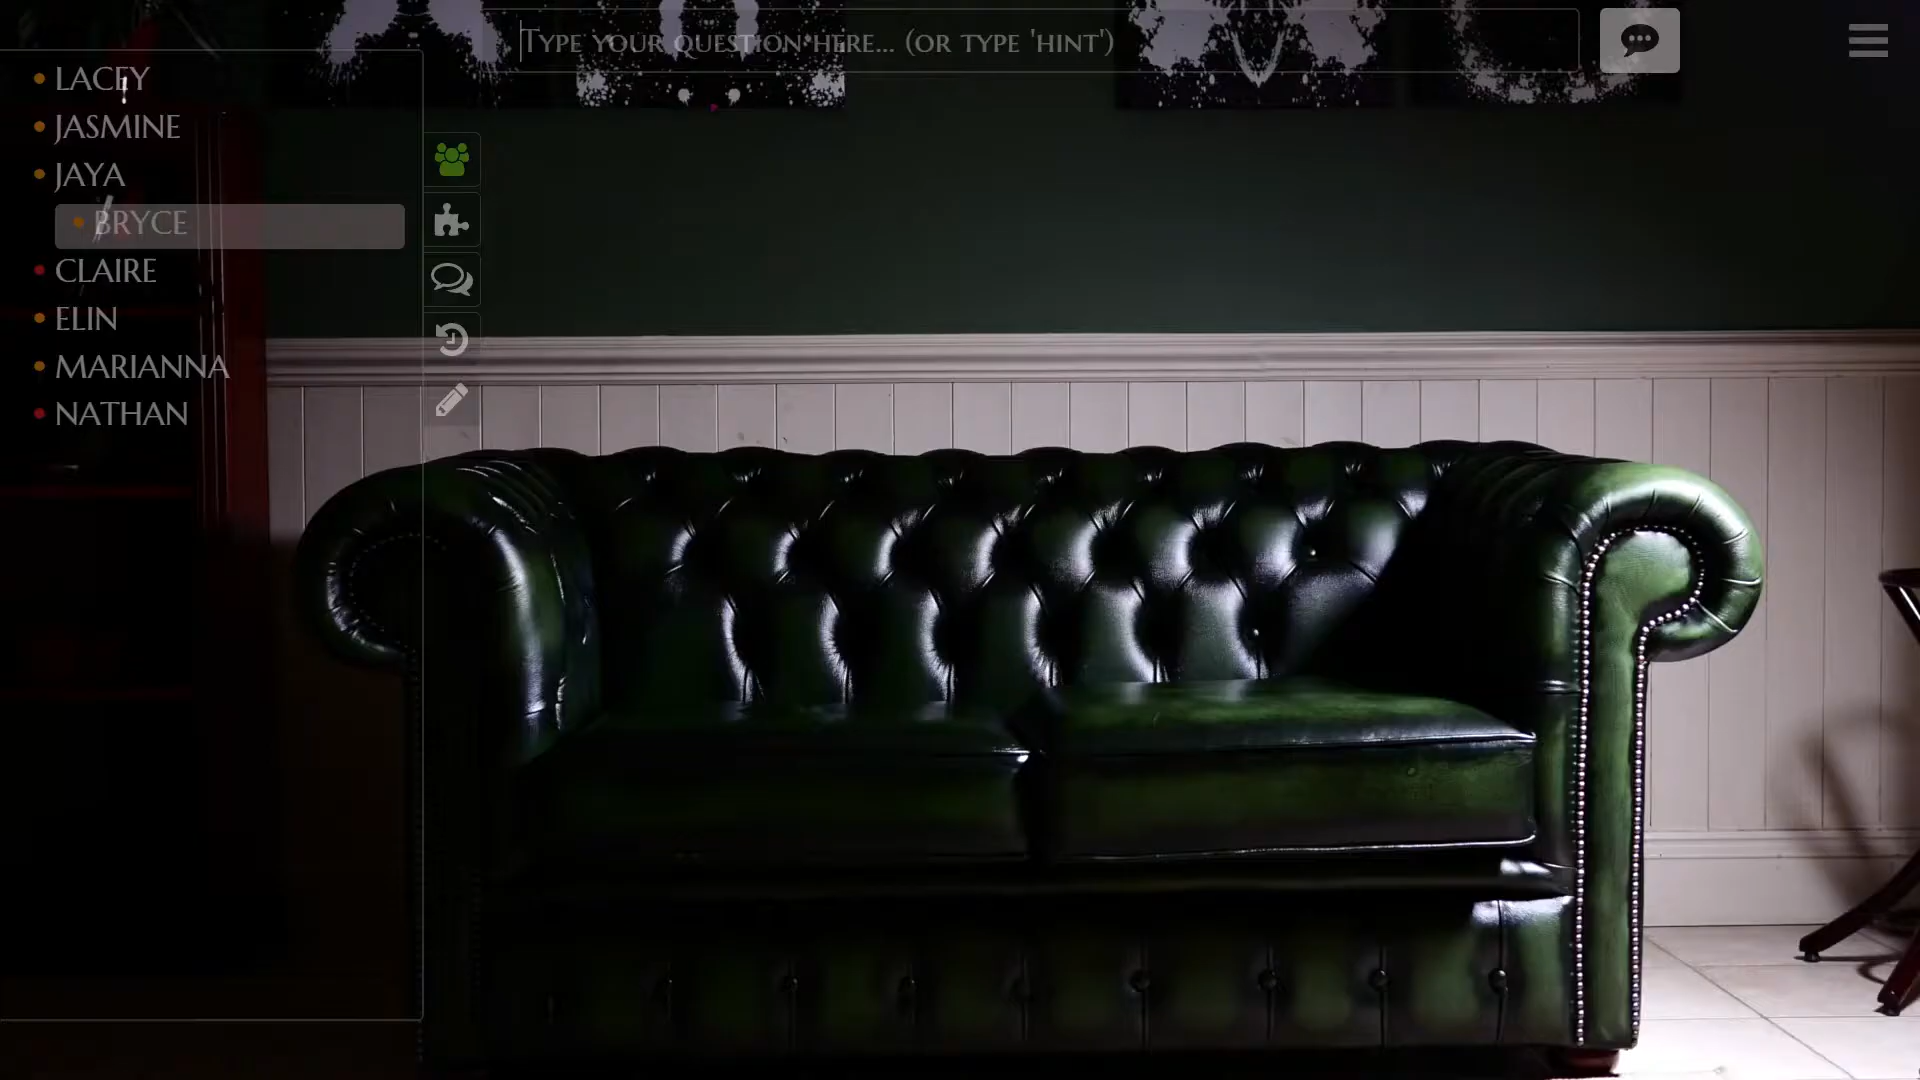 TYPE YOUR QUESTION HERE... (OR TYPE 'HINT')
LACEY
JASMINE
JAYA
BRYCE
CLAIRE
ELIN
MARIANNA
NATHAN